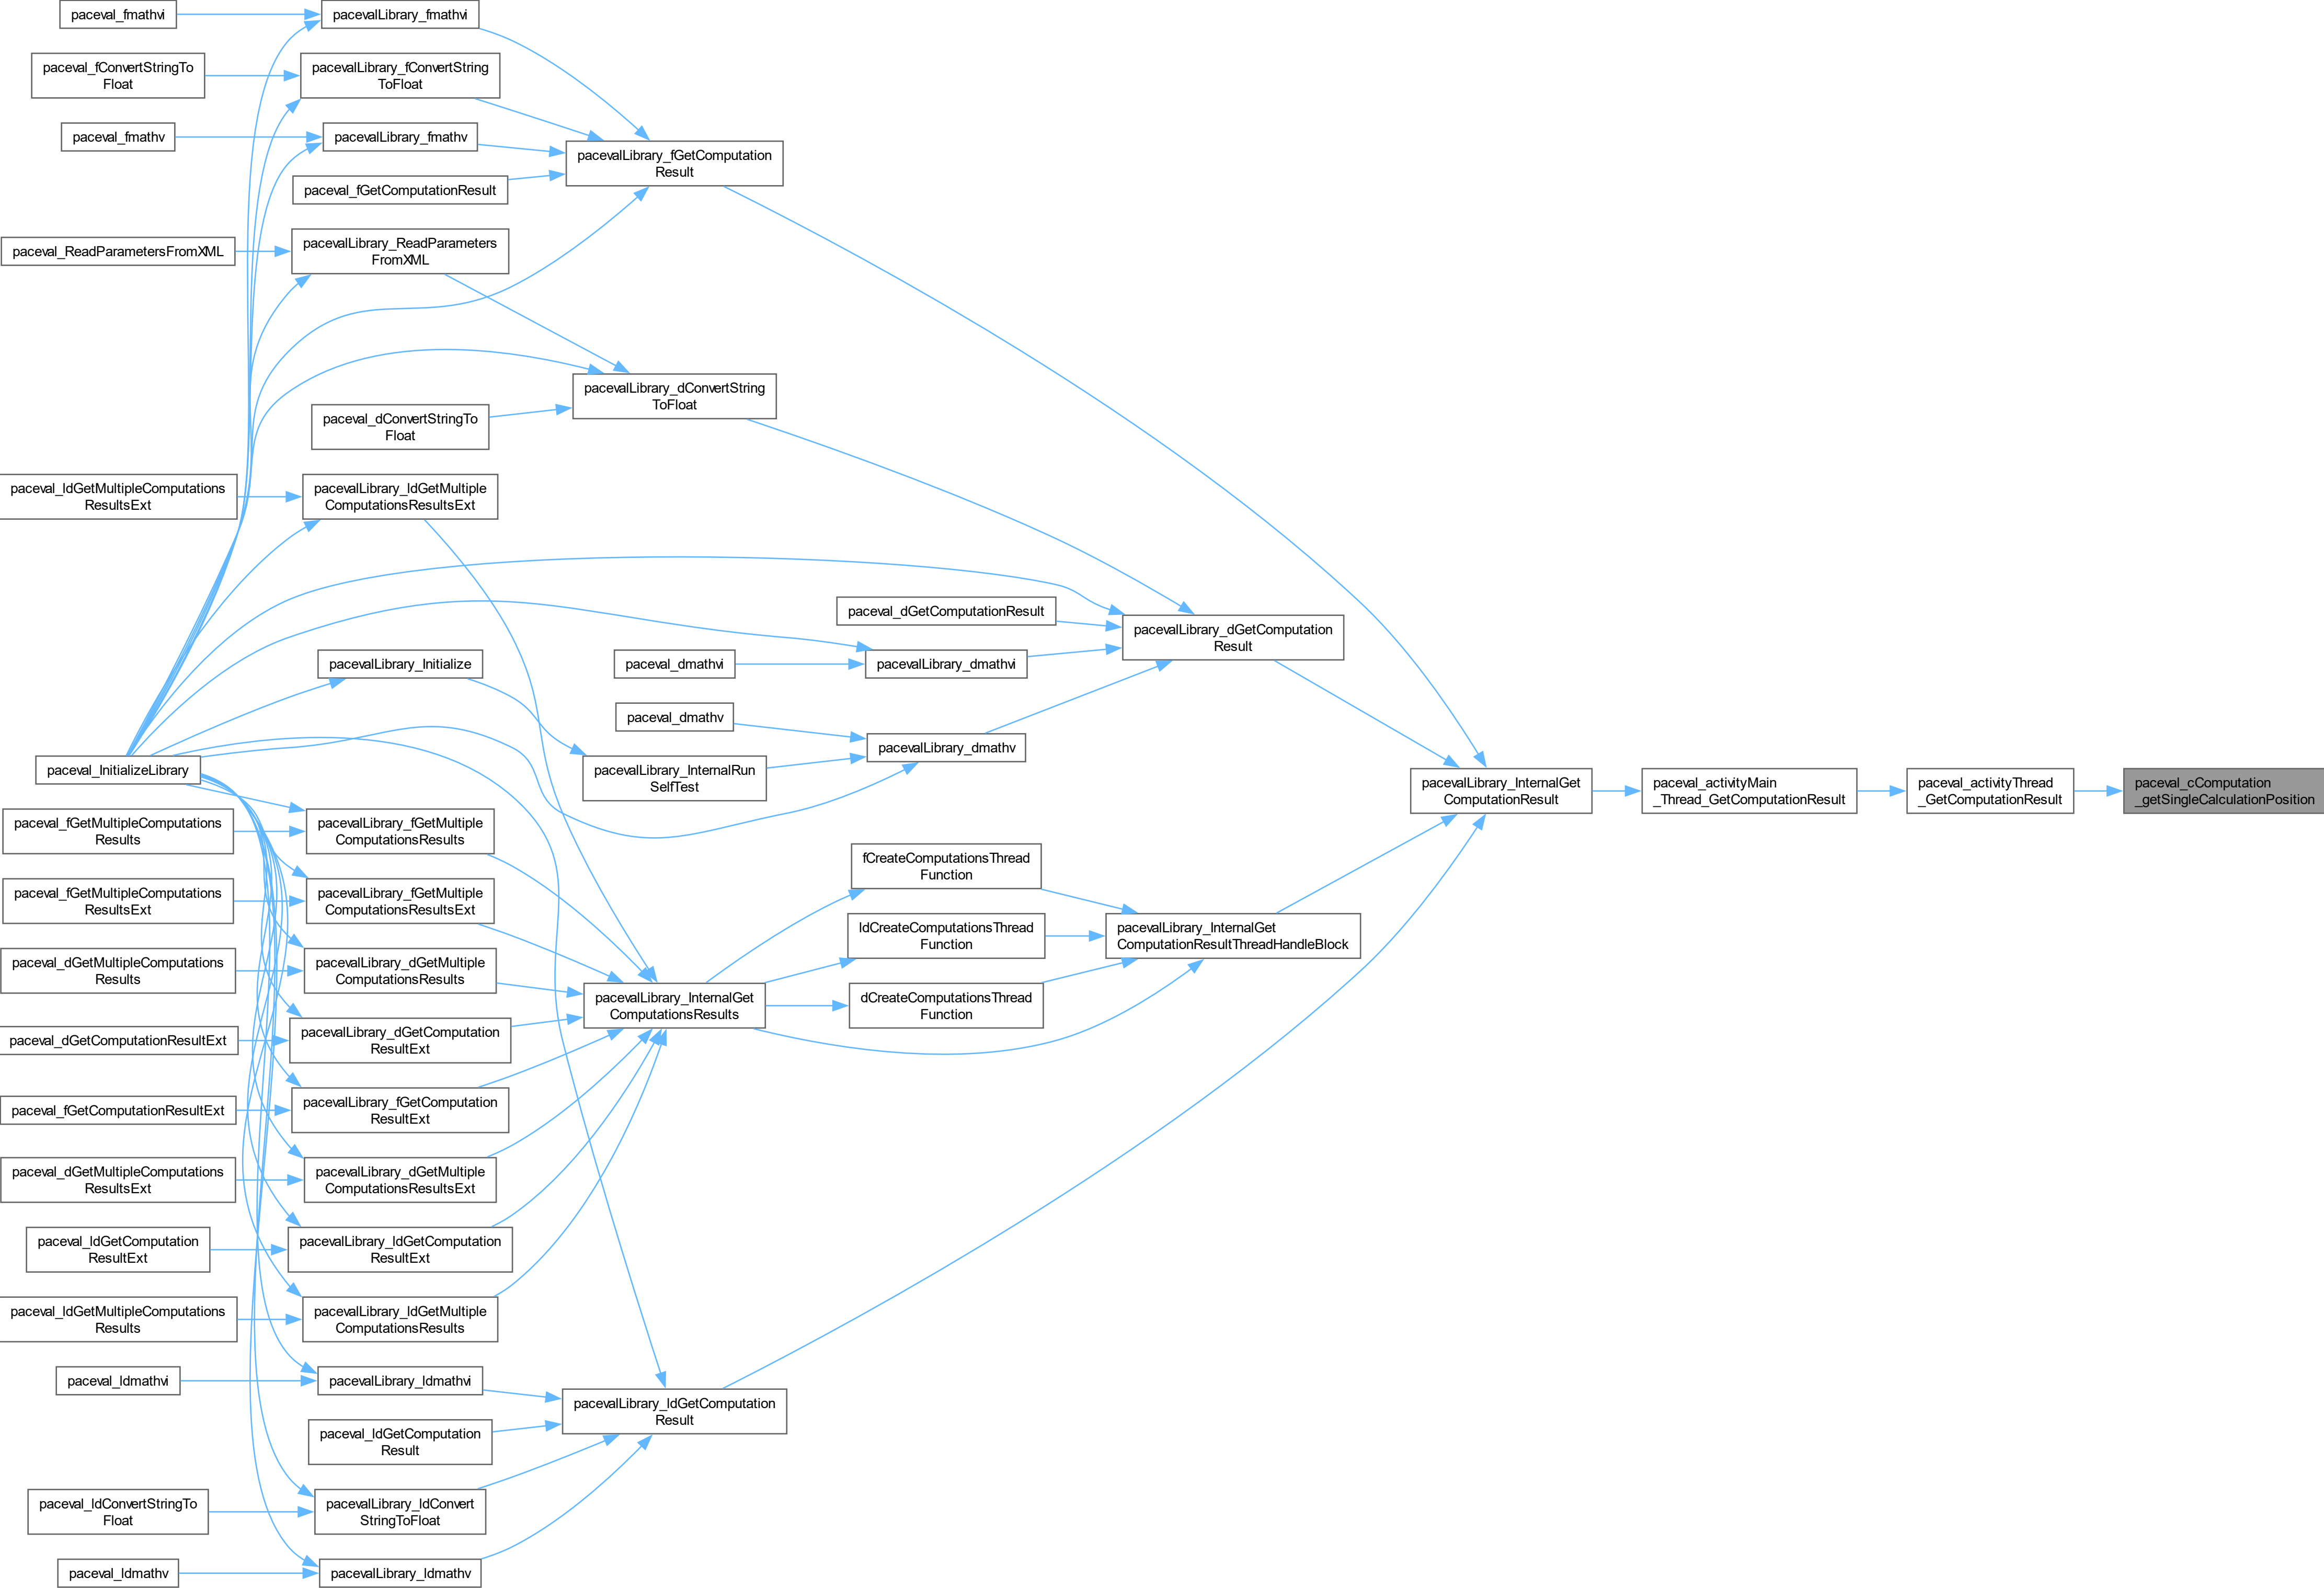 paceval_fmathvi
pacevalLibrary_fmathvi
paceval_fConvertStringTo
Float
pacevalLibrary_fConvertString
ToFloat
paceval_fmathv
pacevalLibrary_fmathv
pacevalLibrary_fGetComputation
Result
paceval_fGetComputationResult
paceval_ReadParametersFromXML
pacevalLibrary_ReadParameters
FromXML
pacevalLibrary_dConvertString
ToFloat
paceval_dConvertStringTo
Float
paceval_ldGetMultipleComputations
ResultsExt
pacevalLibrary_ldGetMultiple
ComputationsResultsExt
paceval_dGetComputationResult
pacevalLibrary_dGetComputation
Result
pacevalLibrary_Initialize
paceval_dmathvi
pacevalLibrary_dmathvi
paceval_dmathv
pacevalLibrary_dmathv
paceval_InitializeLibrary
pacevalLibrary_InternalRun
SelfTest
pacevalLibrary_InternalGet
ComputationResult
paceval_activityMain
_Thread_GetComputationResult
paceval_activityThread
_GetComputationResult
paceval_cComputation
_getSingleCalculationPosition
paceval_fGetMultipleComputations
Results
pacevalLibrary_fGetMultiple
ComputationsResults
fCreateComputationsThread
Function
paceval_fGetMultipleComputations
ResultsExt
pacevalLibrary_fGetMultiple
ComputationsResultsExt
ldCreateComputationsThread
Function
pacevalLibrary_InternalGet
ComputationResultThreadHandleBlock
paceval_dGetMultipleComputations
Results
pacevalLibrary_dGetMultiple
ComputationsResults
pacevalLibrary_InternalGet
ComputationsResults
dCreateComputationsThread
Function
paceval_dGetComputationResultExt
pacevalLibrary_dGetComputation
ResultExt
paceval_fGetComputationResultExt
pacevalLibrary_fGetComputation
ResultExt
paceval_dGetMultipleComputations
ResultsExt
pacevalLibrary_dGetMultiple
ComputationsResultsExt
paceval_ldGetComputation
ResultExt
pacevalLibrary_ldGetComputation
ResultExt
paceval_ldGetMultipleComputations
Results
pacevalLibrary_ldGetMultiple
ComputationsResults
paceval_ldmathvi
pacevalLibrary_ldmathvi
pacevalLibrary_ldGetComputation
Result
paceval_ldGetComputation
Result
paceval_ldConvertStringTo
Float
pacevalLibrary_ldConvert
StringToFloat
paceval_ldmathv
pacevalLibrary_ldmathv